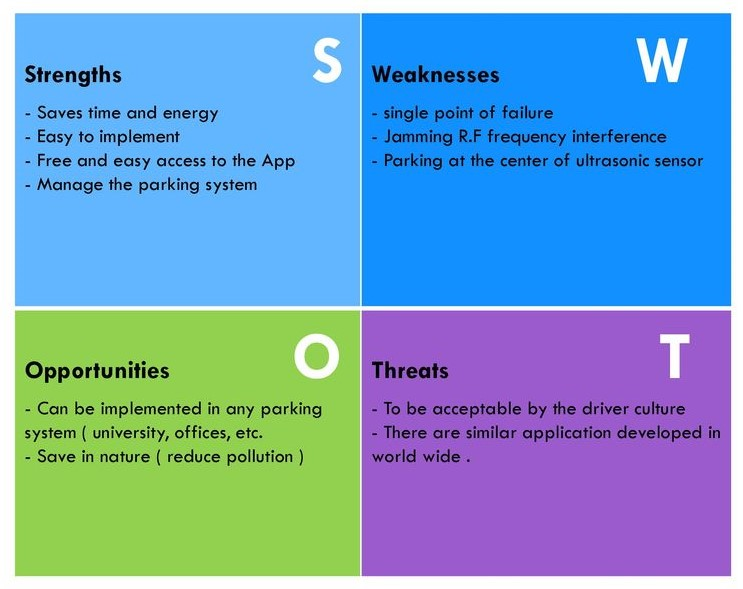 S
Strengths
- Saves time and energy
- Easy to implement
- Free and easy access to the App
- Manage the parking system
W
Weaknesses
- single point of failure
- Jamming R.F frequency interference
- Parking at the center of ultrasonic sensor
O
Opportunities
- Can be implemented in any parking
system ( university, offices, etc.
- Save in nature ( reduce pollution )
T
Threats
- To be acceptable by the driver culture
- There are similar application developed in
world wide .